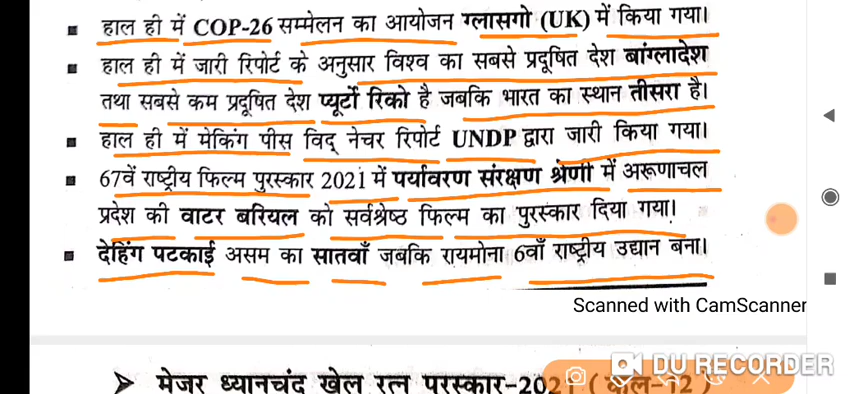 ▪ हाल ही में COP-26 सम्मेलन का आयोजन ग्लासगो (UK) में किया गया।
▪ हाल ही में जारी रिपोर्ट के अनुसार विश्व का सबसे प्रदूषित देश बांग्लादेश
तथा सबसे कम प्रदूषित देश प्यूर्टो रिको है जबकि भारत का स्थान तीसरा है।
▪ हाल ही में मेकिंग पीस विद् नेचर रिपोर्ट UNDP द्वारा जारी किया गया।
▪ 67वें राष्ट्रीय फिल्म पुरस्कार 2021 में पर्यावरण संरक्षण श्रेणी में अरूणाचल
प्रदेश की वाटर बरियल को सर्वश्रेष्ठ फिल्म का पुरस्कार दिया गया।
▪ देहिंग पटकाई असम का सातवाँ जबकि रायमोना 6वाँ राष्ट्रीय उद्यान बना।
Scanned with CamScanner
DU RECORDER
➤ मेजर ध्यानचंद खेल रत्न पुरस्कार-2021 (कुल-12)